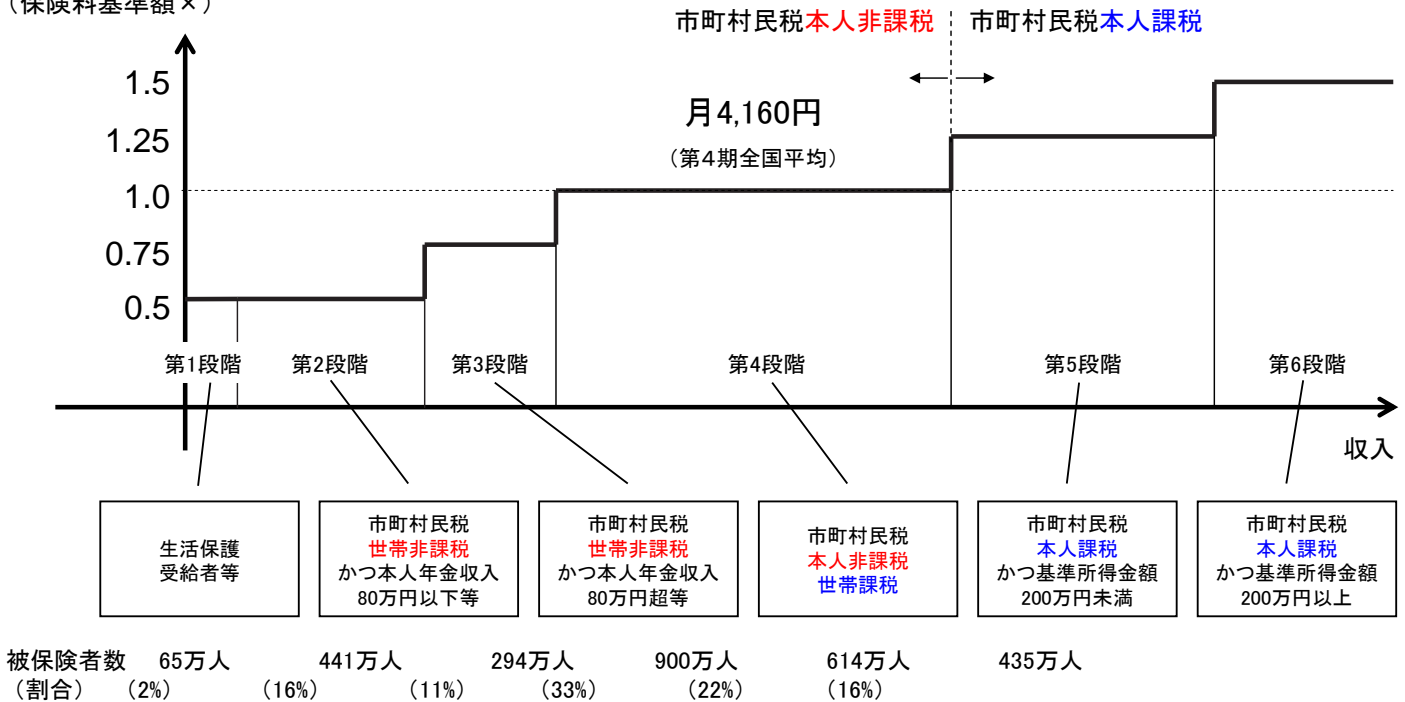 （保険料基準額×）
市町村民税本人非課税
市町村民税本人課税
1.5
1.25
1.0
0.75
0.5
月4,160円
（第4期全国平均）
第1段階
第2段階
第3段階
第4段階
第5段階
第6段階
収入
生活保護
受給者等
市町村民税
世帯非課税
かつ本人年金収入
80万円以下等
市町村民税
世帯非課税
かつ本人年金収入
80万円超等
市町村民税
本人非課税
世帯課税
市町村民税
本人課税
かつ基準所得金額
200万円未満
市町村民税
本人課税
かつ基準所得金額
200万円以上
被保険者数 65万人 441万人 294万人 900万人 614万人 435万人
（割合） （2%） （16%） （11%） （33%） （22%） （16%）